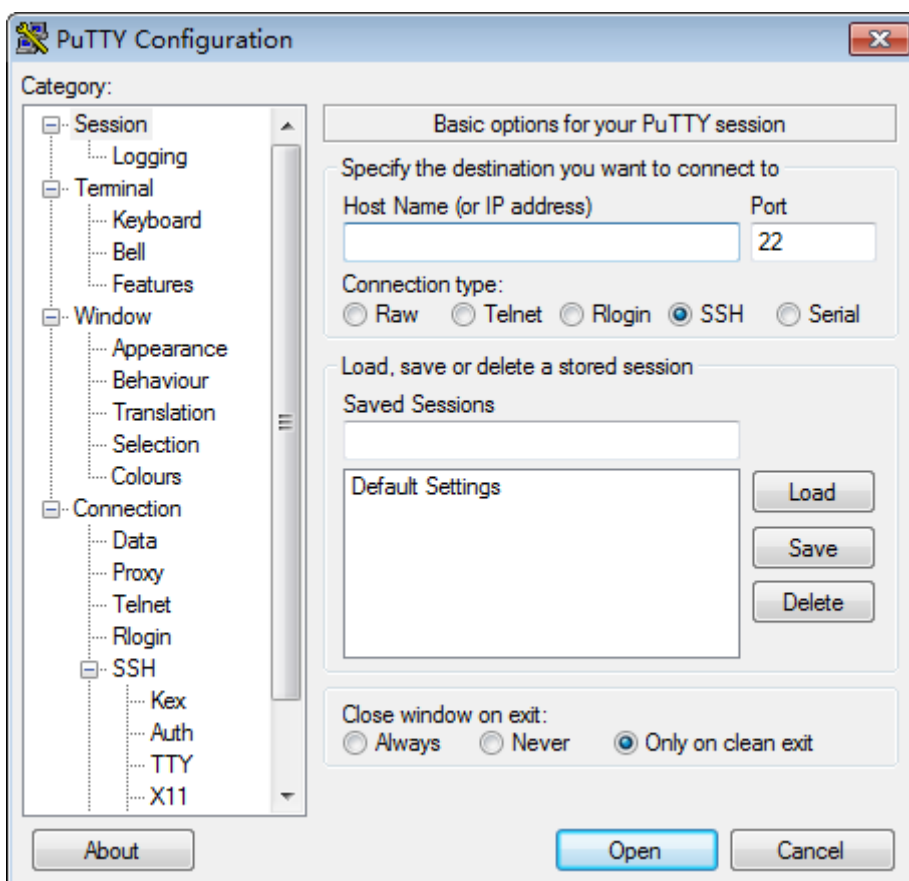 PuTTY Configuration
Category:
Session
Logging
Terminal
Keyboard
Bell
Features
Window
Appearance
Behaviour
Translation
Selection
Colours
Connection
Data
Proxy
Telnet
Rlogin
SSH
Kex
Auth
TTY
X11
Basic options for your PuTTY session
Specify the destination you want to connect to
Host Name (or IP address) Port
22
Connection type:
Raw Telnet Rlogin SSH Serial
Load, save or delete a stored session
Saved Sessions
Default Settings
Load
Save
Delete
Close window on exit:
Always Never Only on clean exit
About Open Cancel